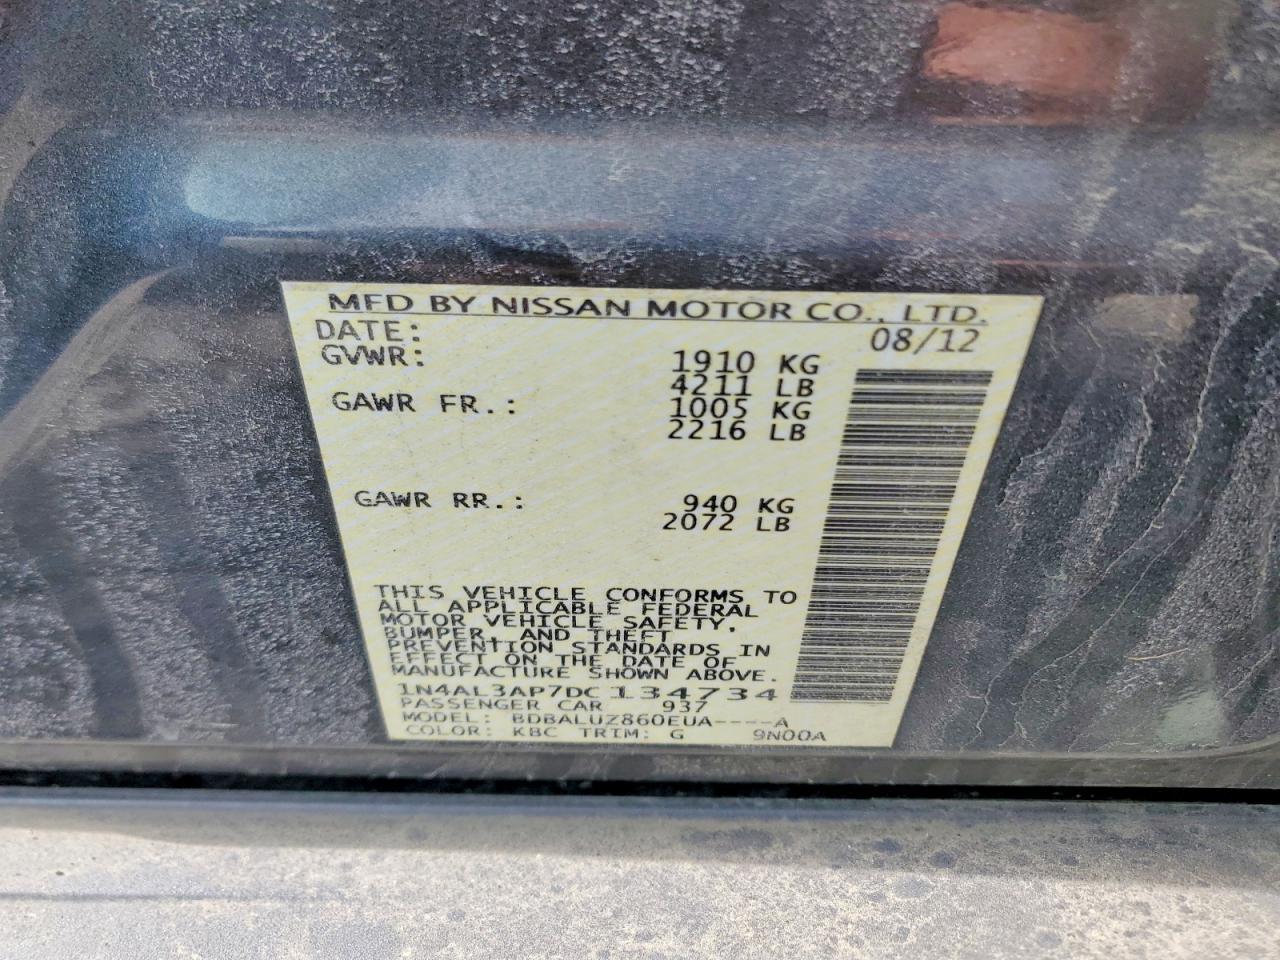 MFD BY NISSAN MOTOR CO., LTD.
DATE: 08/12
GVWR: 1910 KG
4211 LB
GAWR FR.: 1005 KG
2216 LB
GAWR RR.: 940 KG
2072 LB
THIS VEHICLE CONFORMS TO
ALL APPLICABLE FEDERAL
MOTOR VEHICLE SAFETY,
BUMPER, AND THEFT
PREVENTION STANDARDS IN
EFFECT ON THE DATE OF
MANUFACTURE SHOWN ABOVE.
1N4AL3AP7DC134734
PASSENGER CAR 937
MODEL: BDBALUZ860EUA----A
COLOR: KBC TRIM: G 9N00A